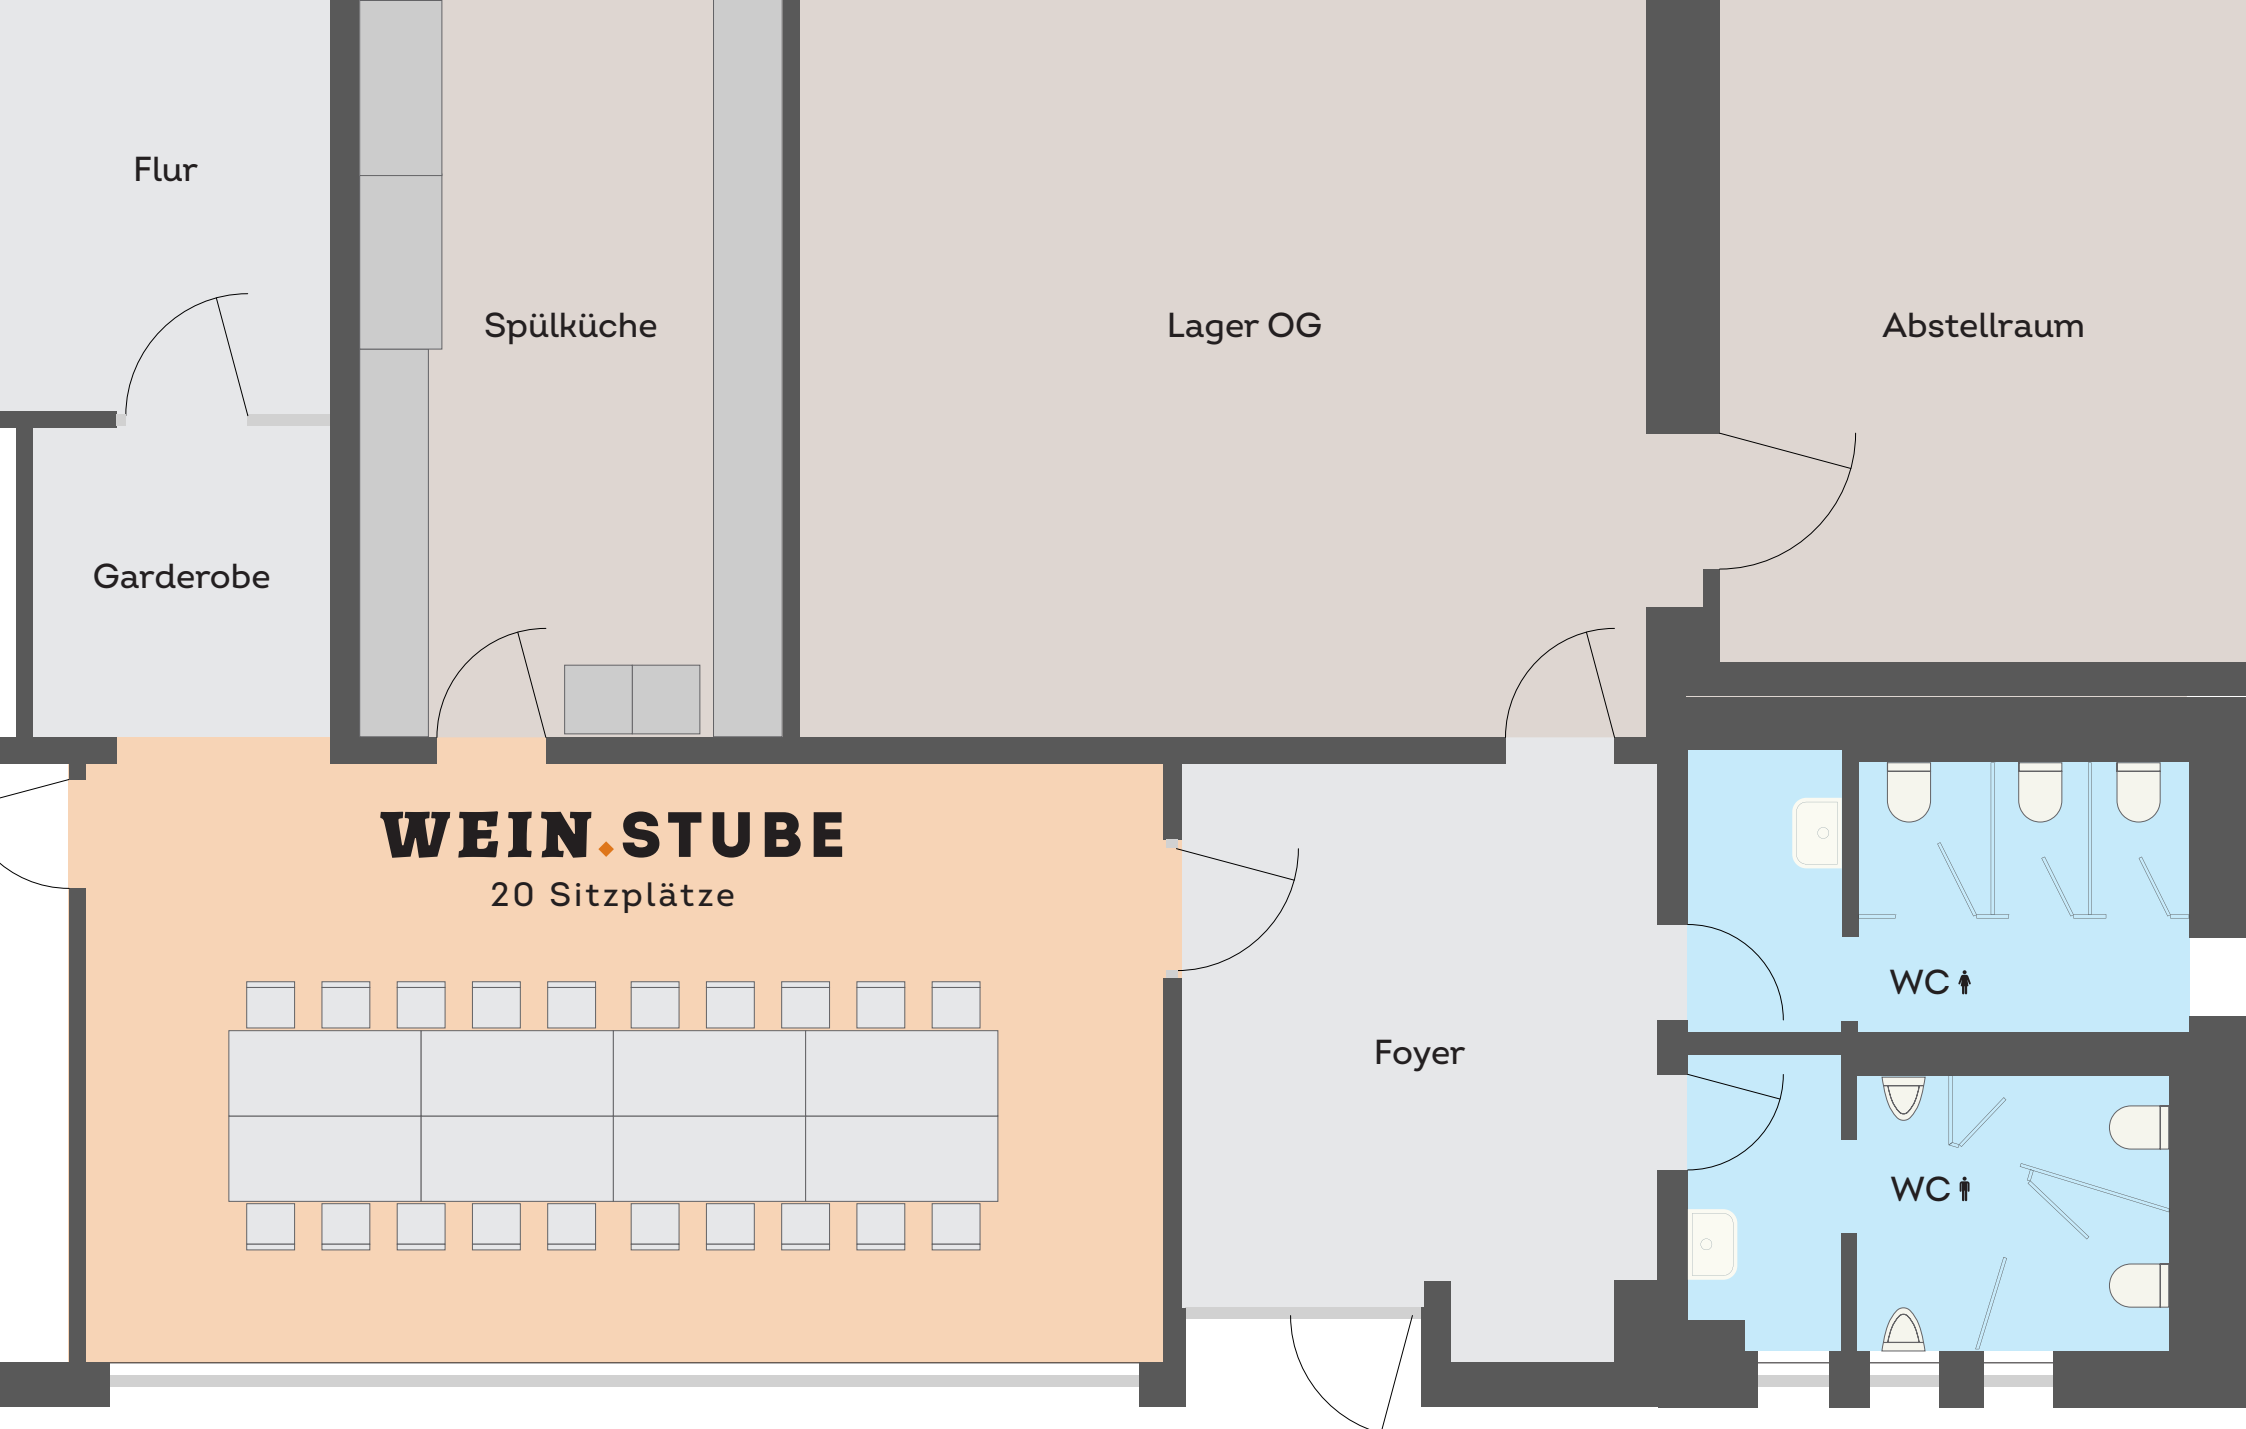 Flur
Spülküche
Lager OG
Abstellraum
Garderobe
WEIN.STUBE
20 Sitzplätze
WC
Foyer
WC